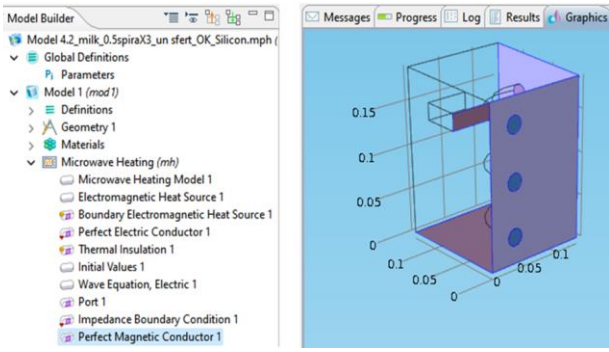 Model Builder
Model 4.2_milk_0.5spiraX3_un sfert_OK_Silicon.mph (
Global Definitions
Pi Parameters
Model 1 (mod1)
Definitions
Geometry 1
Materials
Microwave Heating (mh)
Microwave Heating Model 1
Electromagnetic Heat Source 1
Boundary Electromagnetic Heat Source 1
Perfect Electric Conductor 1
Thermal Insulation 1
Initial Values 1
Wave Equation, Electric 1
Port 1
Impedance Boundary Condition 1
Perfect Magnetic Conductor 1
Messages Progress Log Results Graphics
0.15
0.1
0.05
0
0.1
0.05
0
0
0.05
0.1